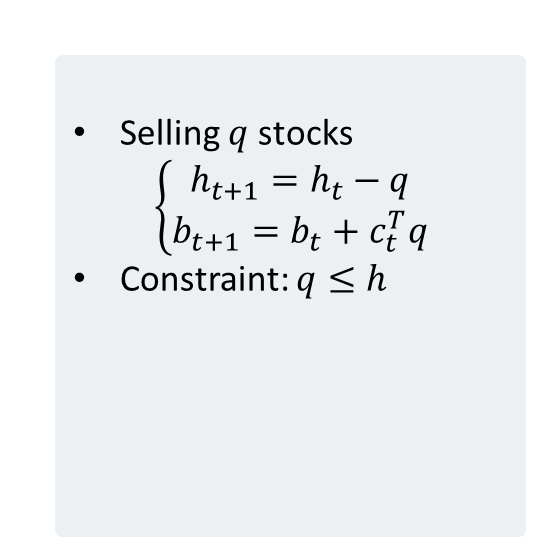 • Selling q stocks
h_{t+1} = h_t − q
b_{t+1} = b_t + c_t^T q
• Constraint: q ≤ h